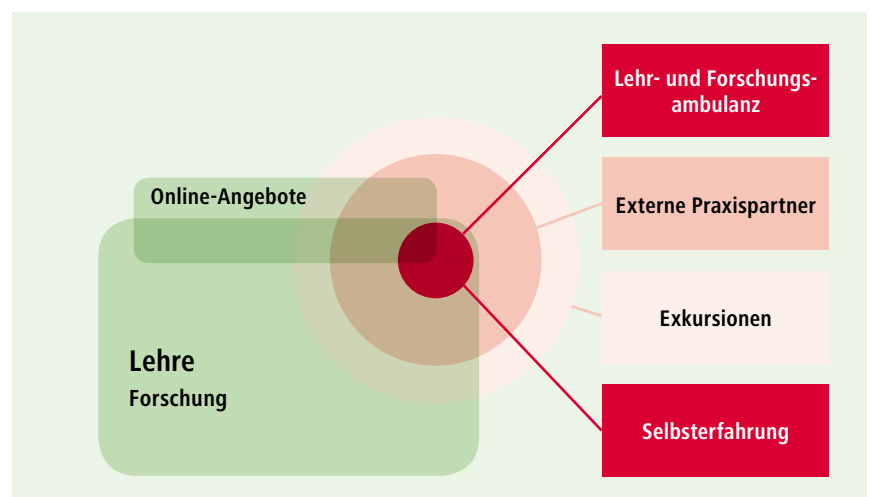 Lehr- und Forschungs-
ambulanz
Online-Angebote
Externe Praxispartner
Exkursionen
Lehre
Forschung
Selbsterfahrung